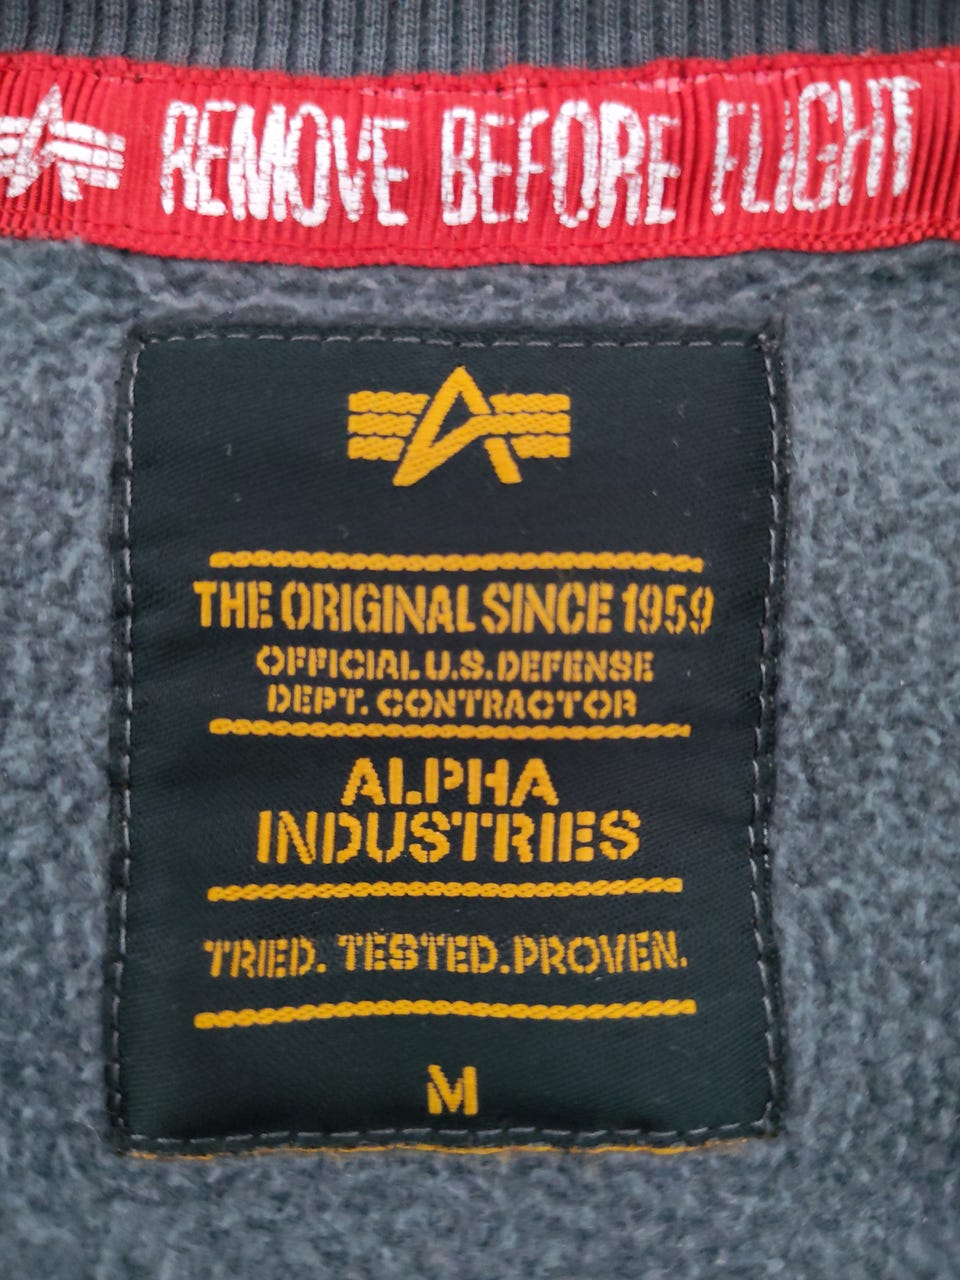 REMOVE BEFORE FLIGHT
THE ORIGINAL SINCE 1959
OFFICIAL U.S. DEFENSE
DEPT. CONTRACTOR
ALPHA
INDUSTRIES
TRIED. TESTED. PROVEN.
M